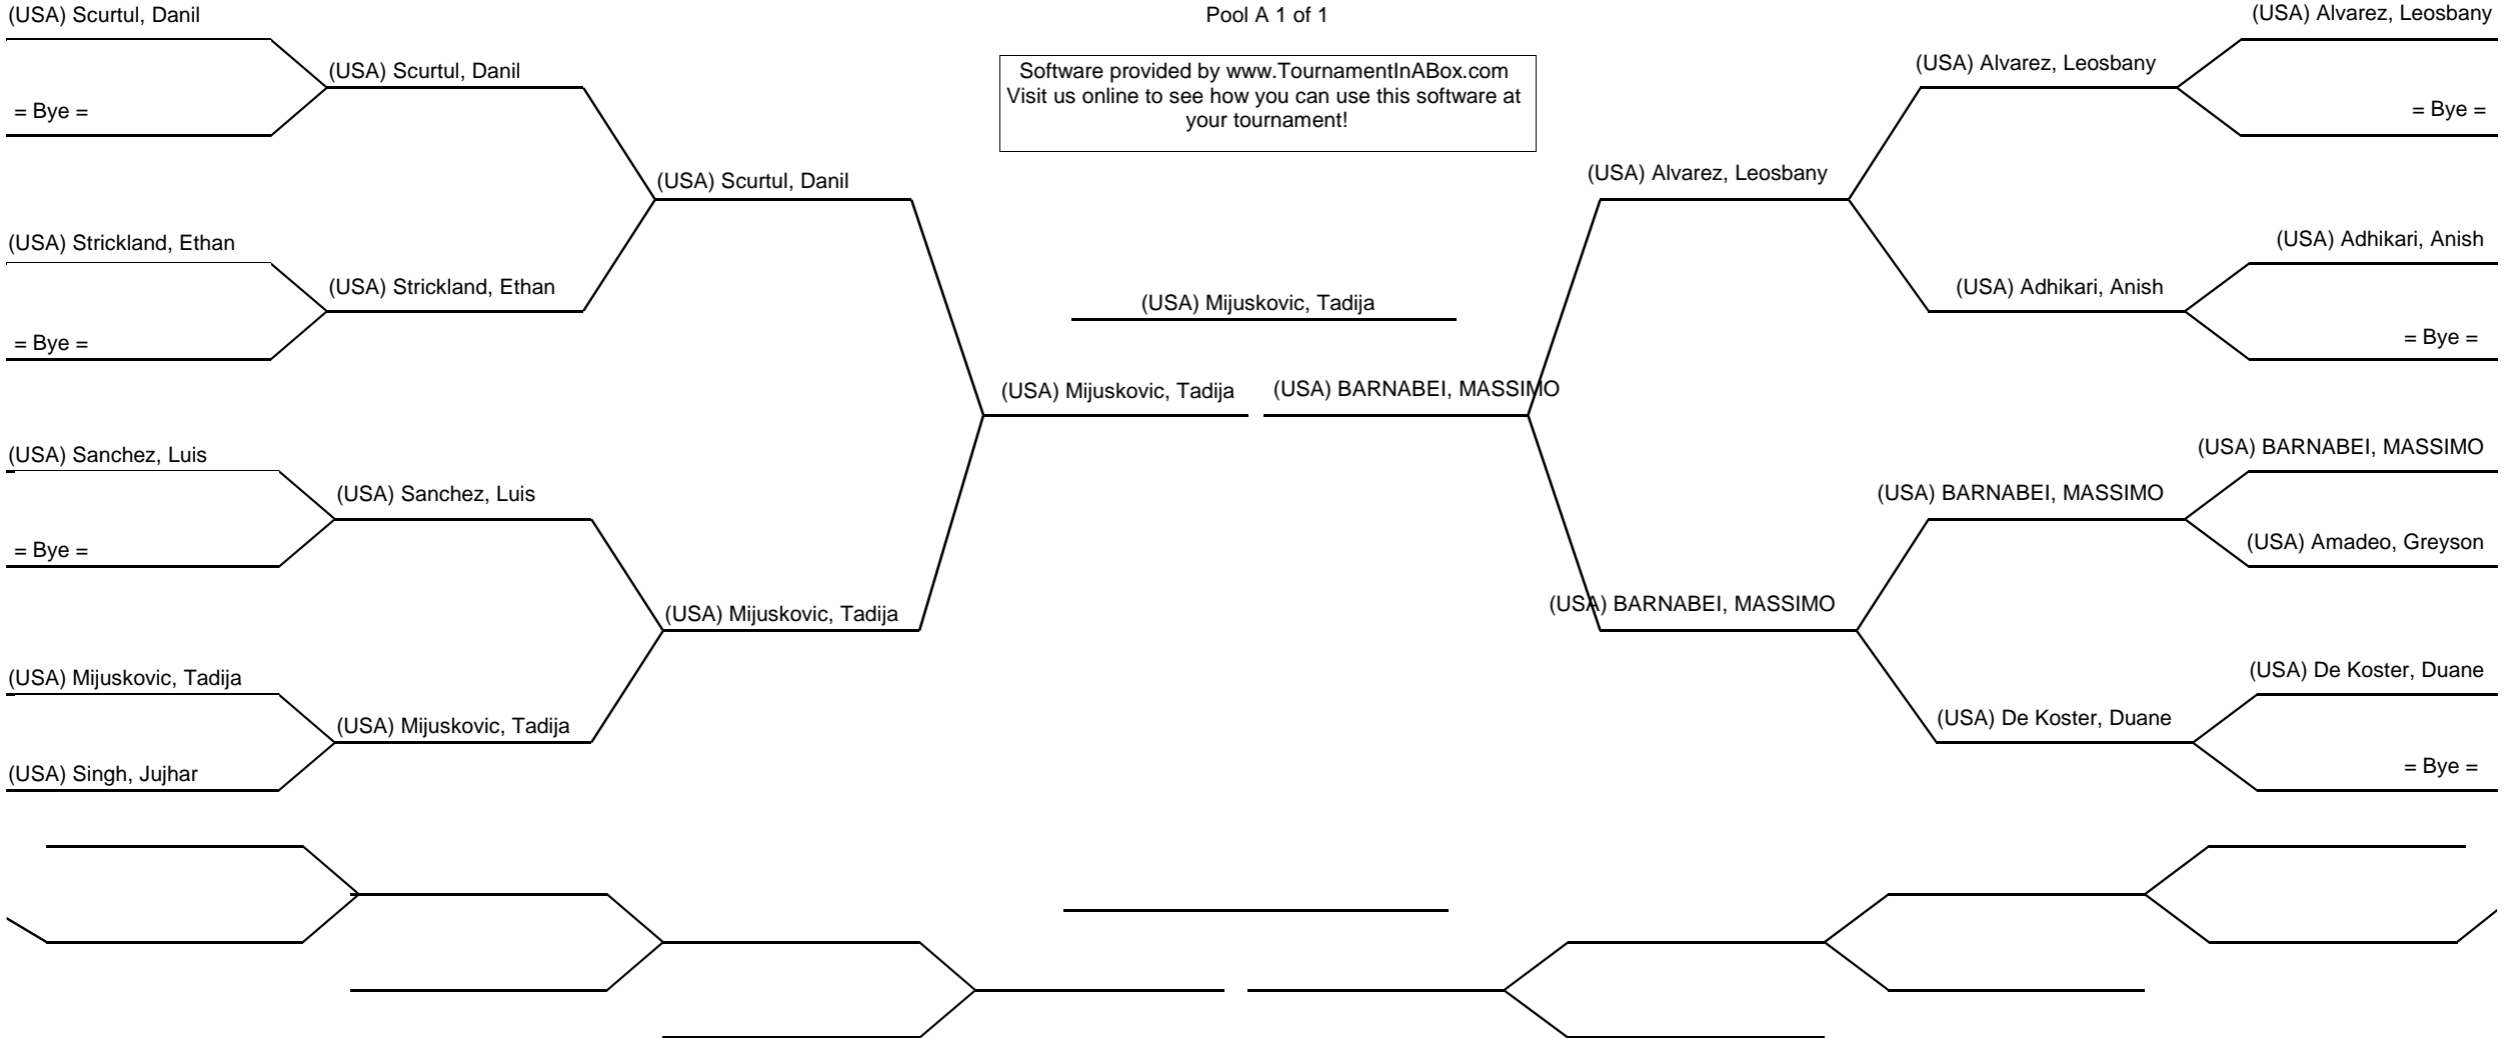 (USA) Scurtul, Danil
Pool A 1 of 1
(USA) Alvarez, Leosbany
(USA) Scurtul, Danil
Software provided by www.TournamentInABox.com
Visit us online to see how you can use this software at
your tournament!
(USA) Alvarez, Leosbany
= Bye =
= Bye =
(USA) Scurtul, Danil
(USA) Alvarez, Leosbany
(USA) Strickland, Ethan
(USA) Adhikari, Anish
(USA) Strickland, Ethan
(USA) Mijuskovic, Tadija
(USA) Adhikari, Anish
= Bye =
= Bye =
(USA) Mijuskovic, Tadija
(USA) BARNABEI, MASSIMO
(USA) Sanchez, Luis
(USA) BARNABEI, MASSIMO
(USA) Sanchez, Luis
(USA) BARNABEI, MASSIMO
= Bye =
(USA) Amadeo, Greyson
(USA) Mijuskovic, Tadija
(USA) BARNABEI, MASSIMO
(USA) Mijuskovic, Tadija
(USA) De Koster, Duane
(USA) Mijuskovic, Tadija
(USA) De Koster, Duane
(USA) Singh, Jujhar
= Bye =